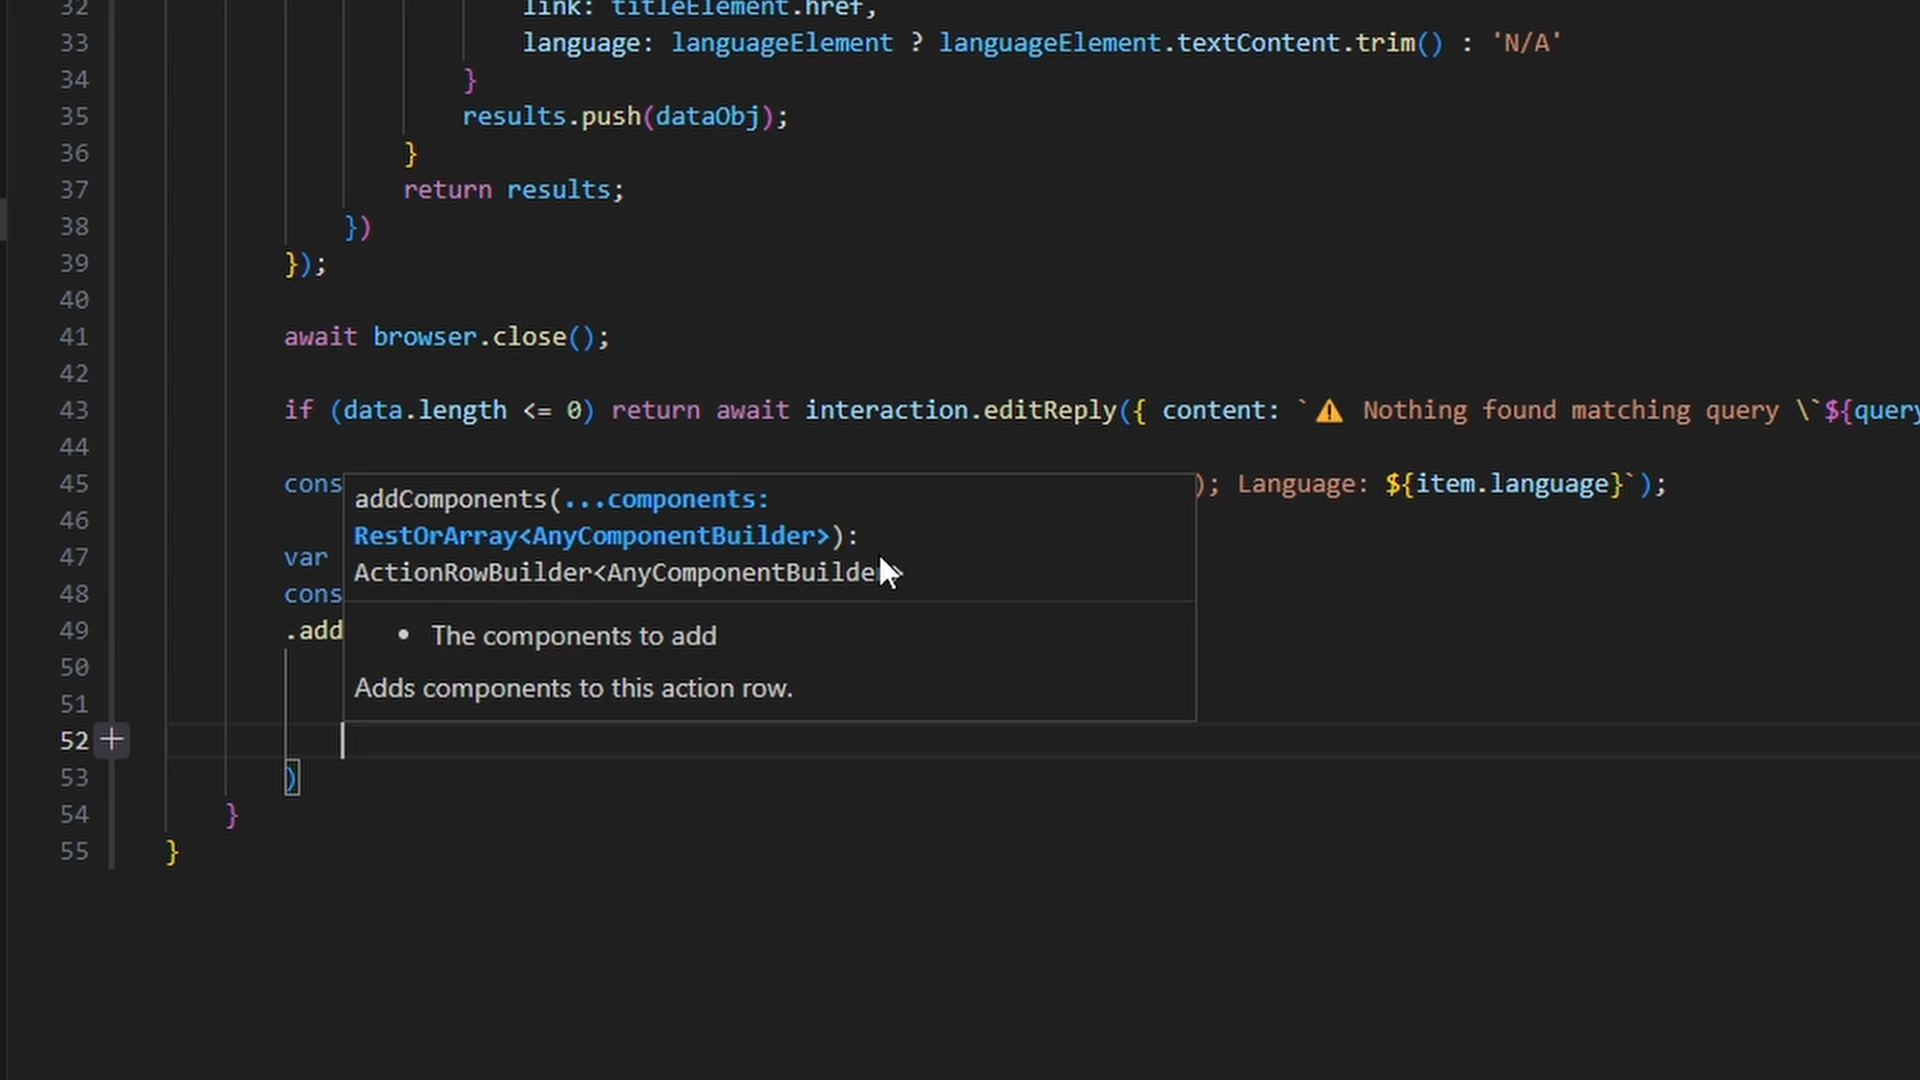 32 link: titleElement.href,
33 language: languageElement ? languageElement.textContent.trim() : 'N/A'
34 }
35 results.push(dataObj);
36 }
37 return results;
38 })
39 });
40
41 await browser.close();
42
43 if (data.length <= 0) return await interaction.editReply({ content: `⚠️ Nothing found matching query \`${query
44
45 cons ); Language: ${item.language}`);
46
47 var
48 cons
49 .add
50
51
52
53 )
54 }
55 }
addComponents(...components:
RestOrArray<AnyComponentBuilder>):
ActionRowBuilder<AnyComponentBuilder>
• The components to add
Adds components to this action row.